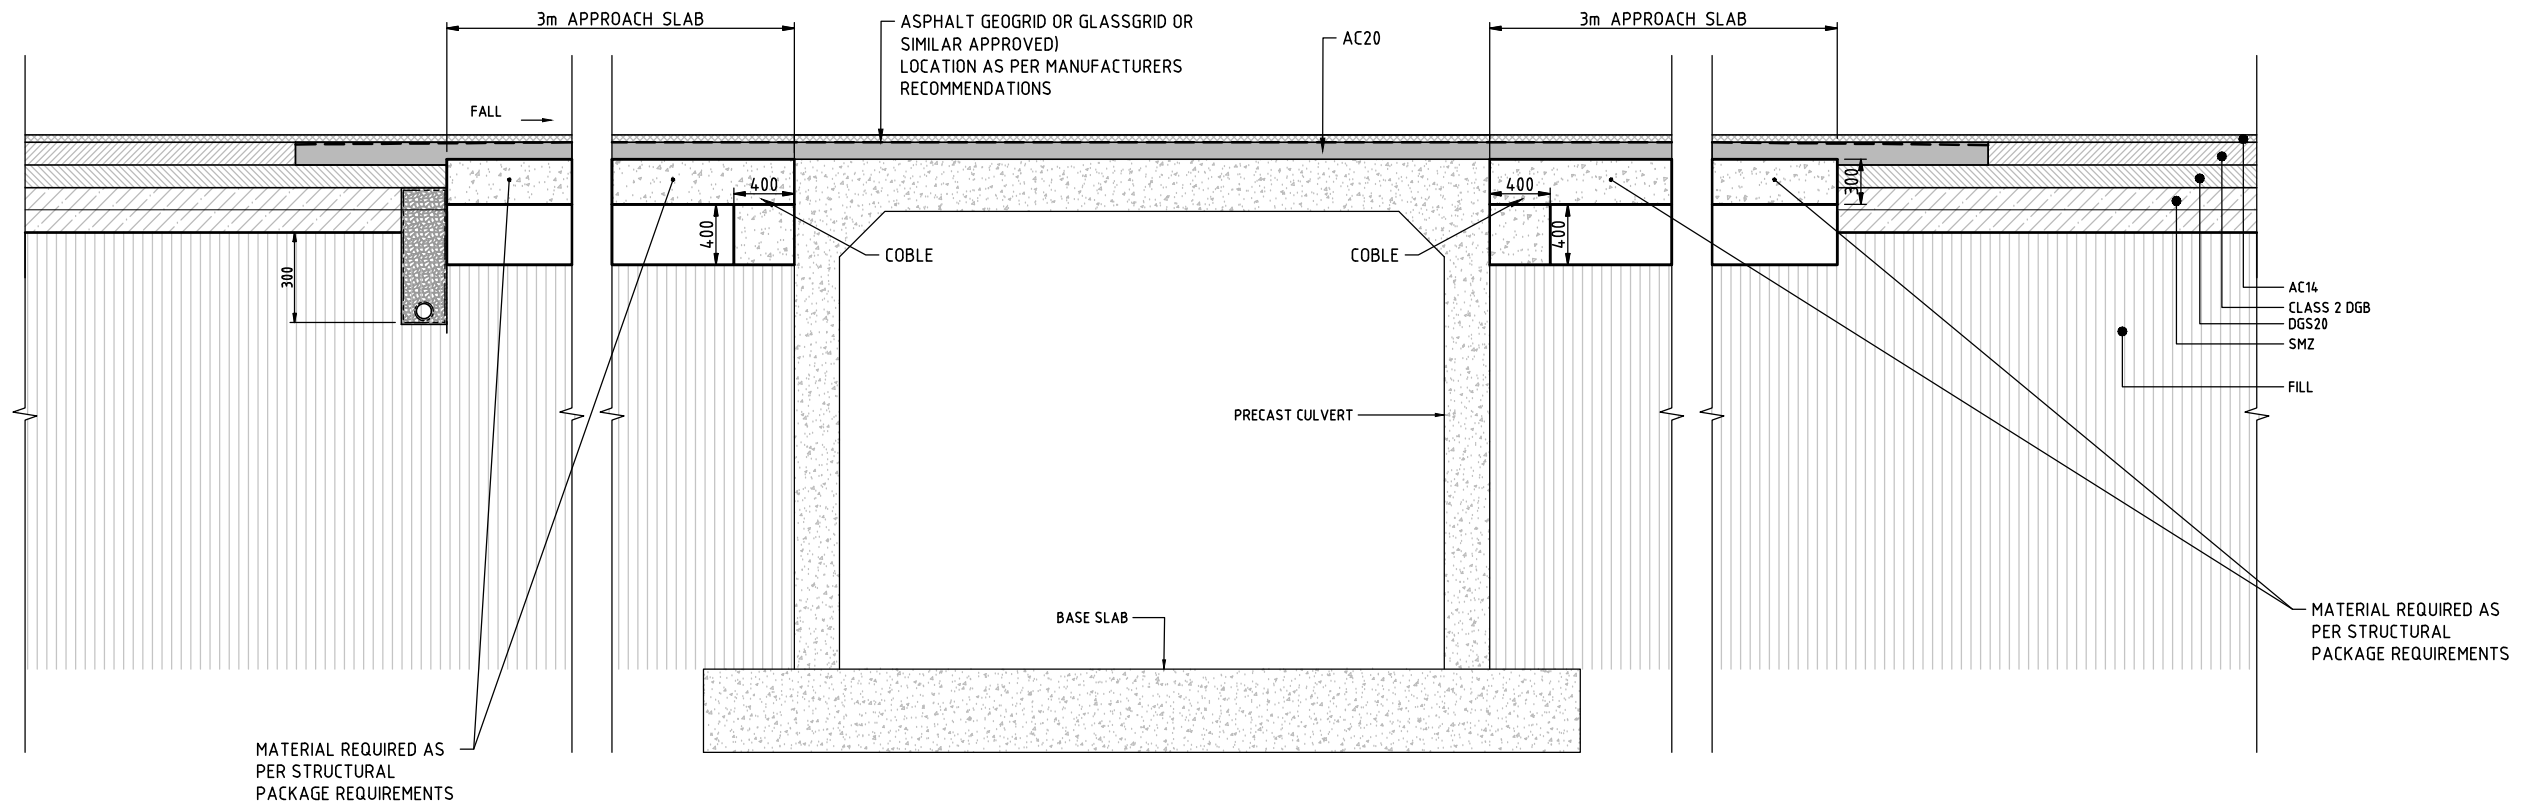 3m APPROACH SLAB
ASPHALT GEOGRID OR GLASSGRID OR
SIMILAR APPROVED)
LOCATION AS PER MANUFACTURERS
RECOMMENDATIONS
AC20
3m APPROACH SLAB
FALL
400
400
COBLE
300
400
400
COBLE
300
AC14
CLASS 2 DGB
DGS20
SMZ
FILL
PRECAST CULVERT
BASE SLAB
MATERIAL REQUIRED AS
PER STRUCTURAL
PACKAGE REQUIREMENTS
MATERIAL REQUIRED AS
PER STRUCTURAL
PACKAGE REQUIREMENTS